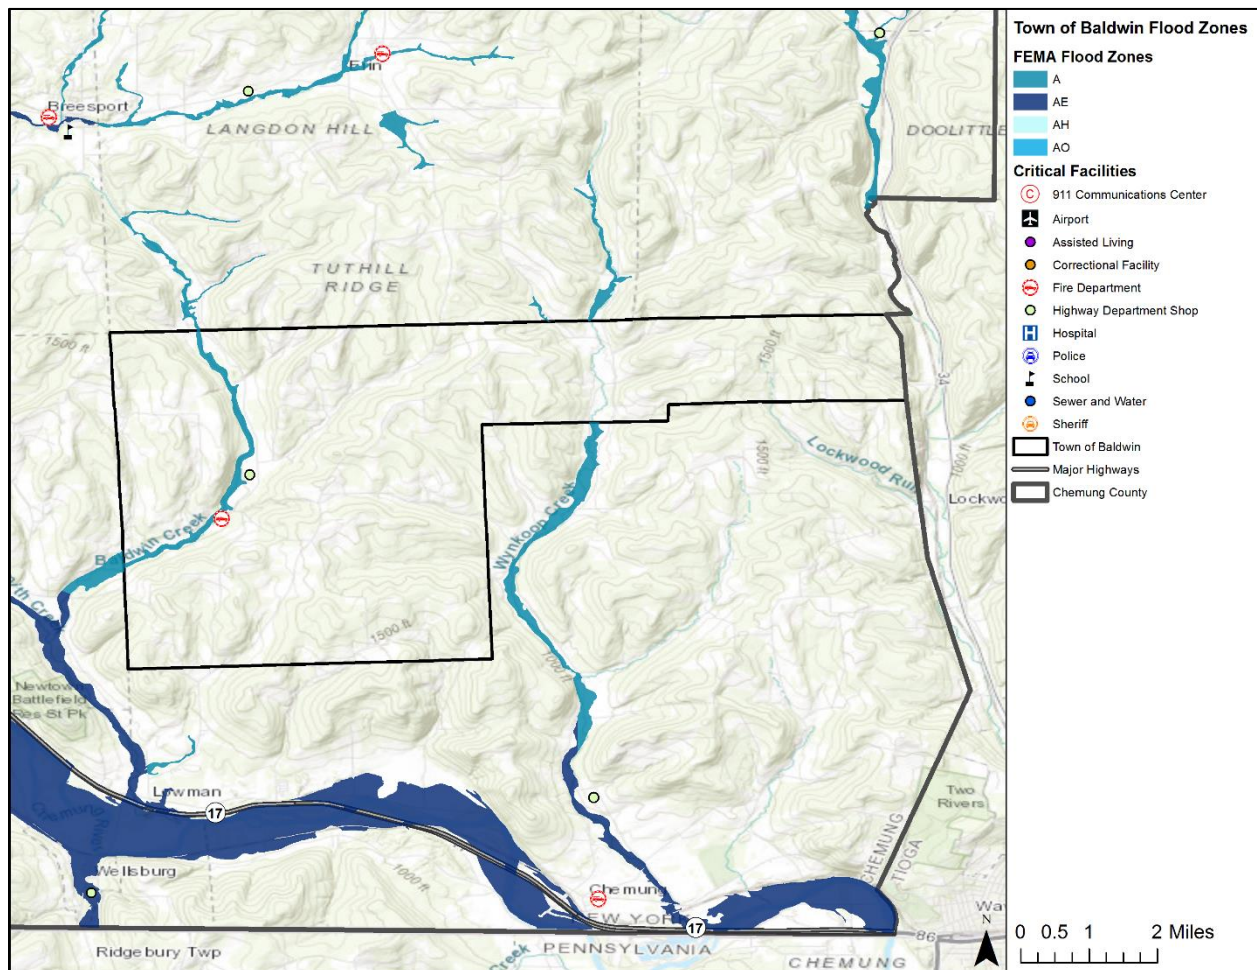 Erin
Breesport
LANGDON HILL
DOOLITTLE
TUTHILL
RIDGE
1500 ft
1500 ft
34
1000 ft
1500 ft
Lockwood Run
Lockwo
Wynkoop Creek
Baldwin Creek
1500 ft
1000 ft
Newtown
Battlefield
Res St Pk
Lowman
17
Two
Rivers
CHEMUNG
TIOGA
Wellsburg
1000 ft
Chemung
NEW YORK
17
PENNSYLVANIA
Wa
86
Ridgebury Twp
Creek
CHEMUNG
Town of Baldwin Flood Zones
FEMA Flood Zones
A
AE
AH
AO
Critical Facilities
C 911 Communications Center
Airport
Assisted Living
Correctional Facility
Fire Department
Highway Department Shop
H Hospital
Police
School
Sewer and Water
Sheriff
Town of Baldwin
Major Highways
Chemung County
N
0 0.5 1 2 Miles